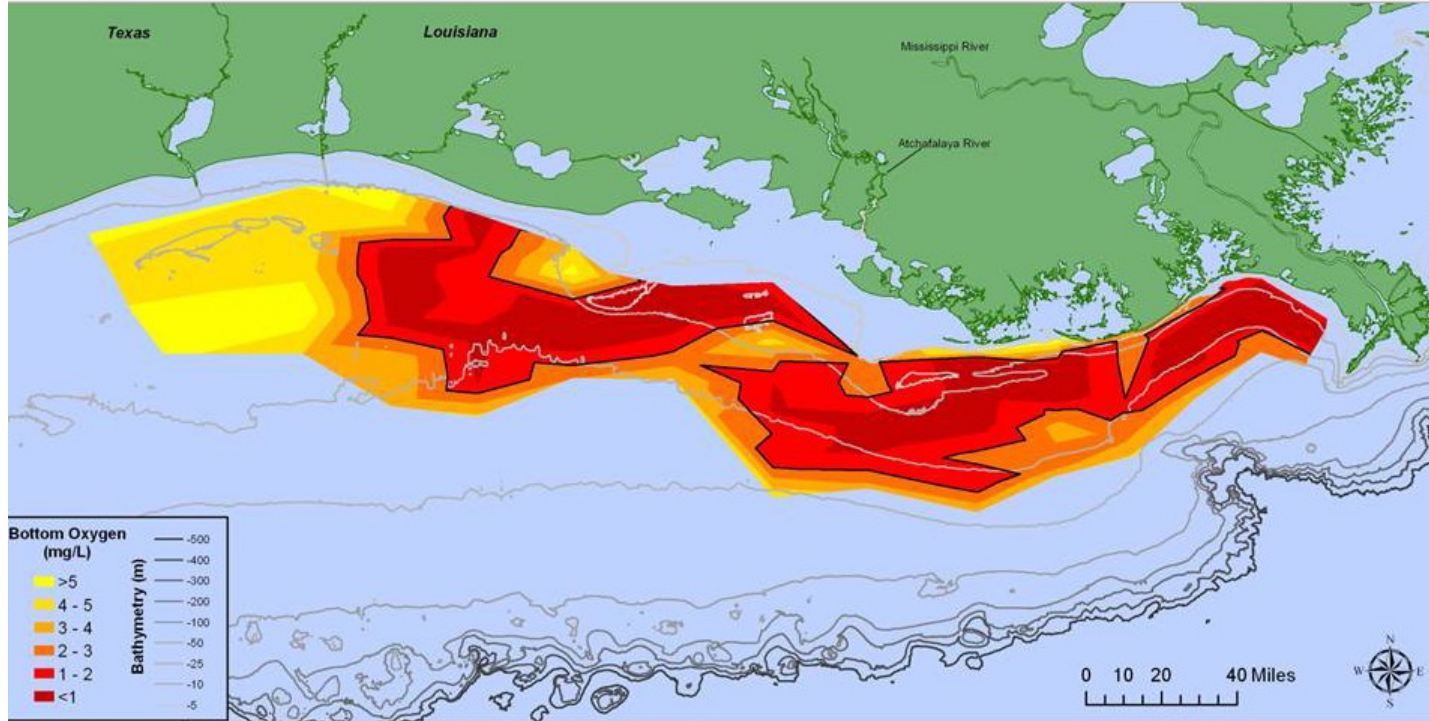 Texas
Louisiana
Mississippi River
Atchafalaya River
Bottom Oxygen
(mg/L)
>5
4 - 5
3 - 4
2 - 3
1 - 2
<1
Bathymetry (m)
-500
-400
-300
-200
-100
-50
-25
-10
-5
0 10 20 40 Miles
N
W E
S